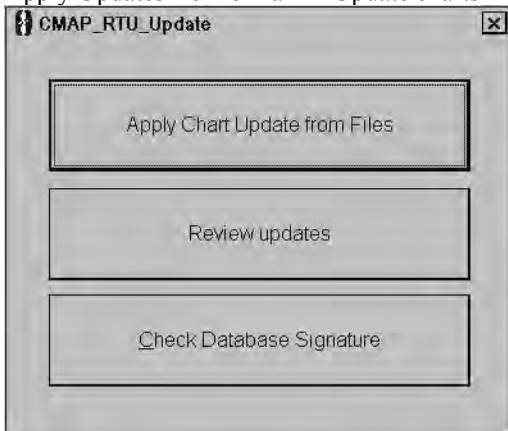 CMAP_RTU_Update
Apply Chart Update from Files
Review updates
Check Database Signature